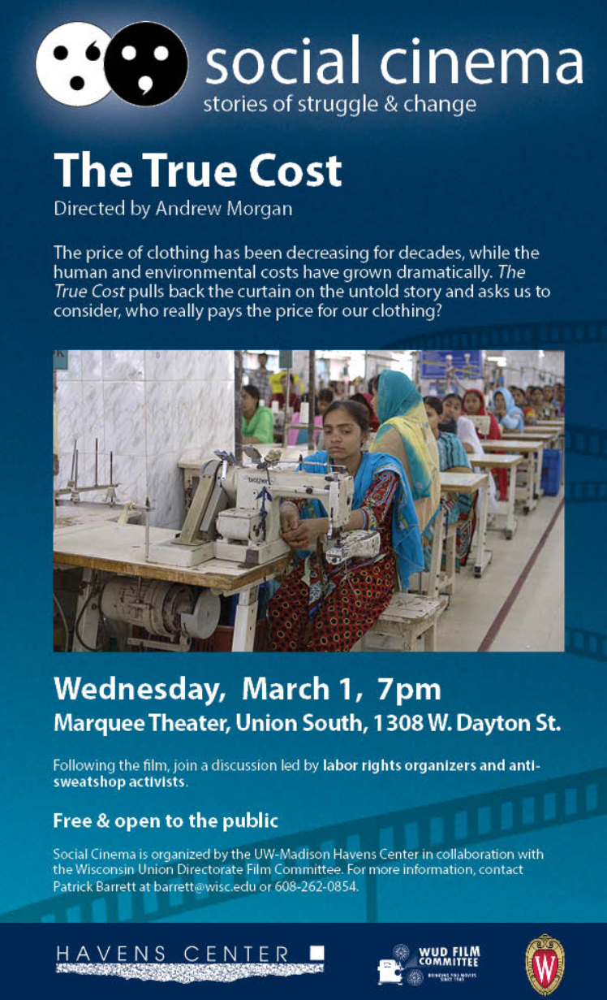 social cinema
stories of struggle & change
The True Cost
Directed by Andrew Morgan
The price of clothing has been decreasing for decades, while the
human and environmental costs have grown dramatically. The
True Cost pulls back the curtain on the untold story and asks us to
consider, who really pays the price for our clothing?
brother
Wednesday, March 1, 7pm
Marquee Theater, Union South, 1308 W. Dayton St.
Following the film, join a discussion led by labor rights organizers and anti-
sweatshop activists.
Free & open to the public
Social Cinema is organized by the UW-Madison Havens Center in collaboration with
the Wisconsin Union Directorate Film Committee. For more information, contact
Patrick Barrett at barrett@wisc.edu or 608-262-0854.
HAVENS CENTER
WUD FILM
COMMITTEE
BRINGING YOU MOVIES
SINCE 1940
W